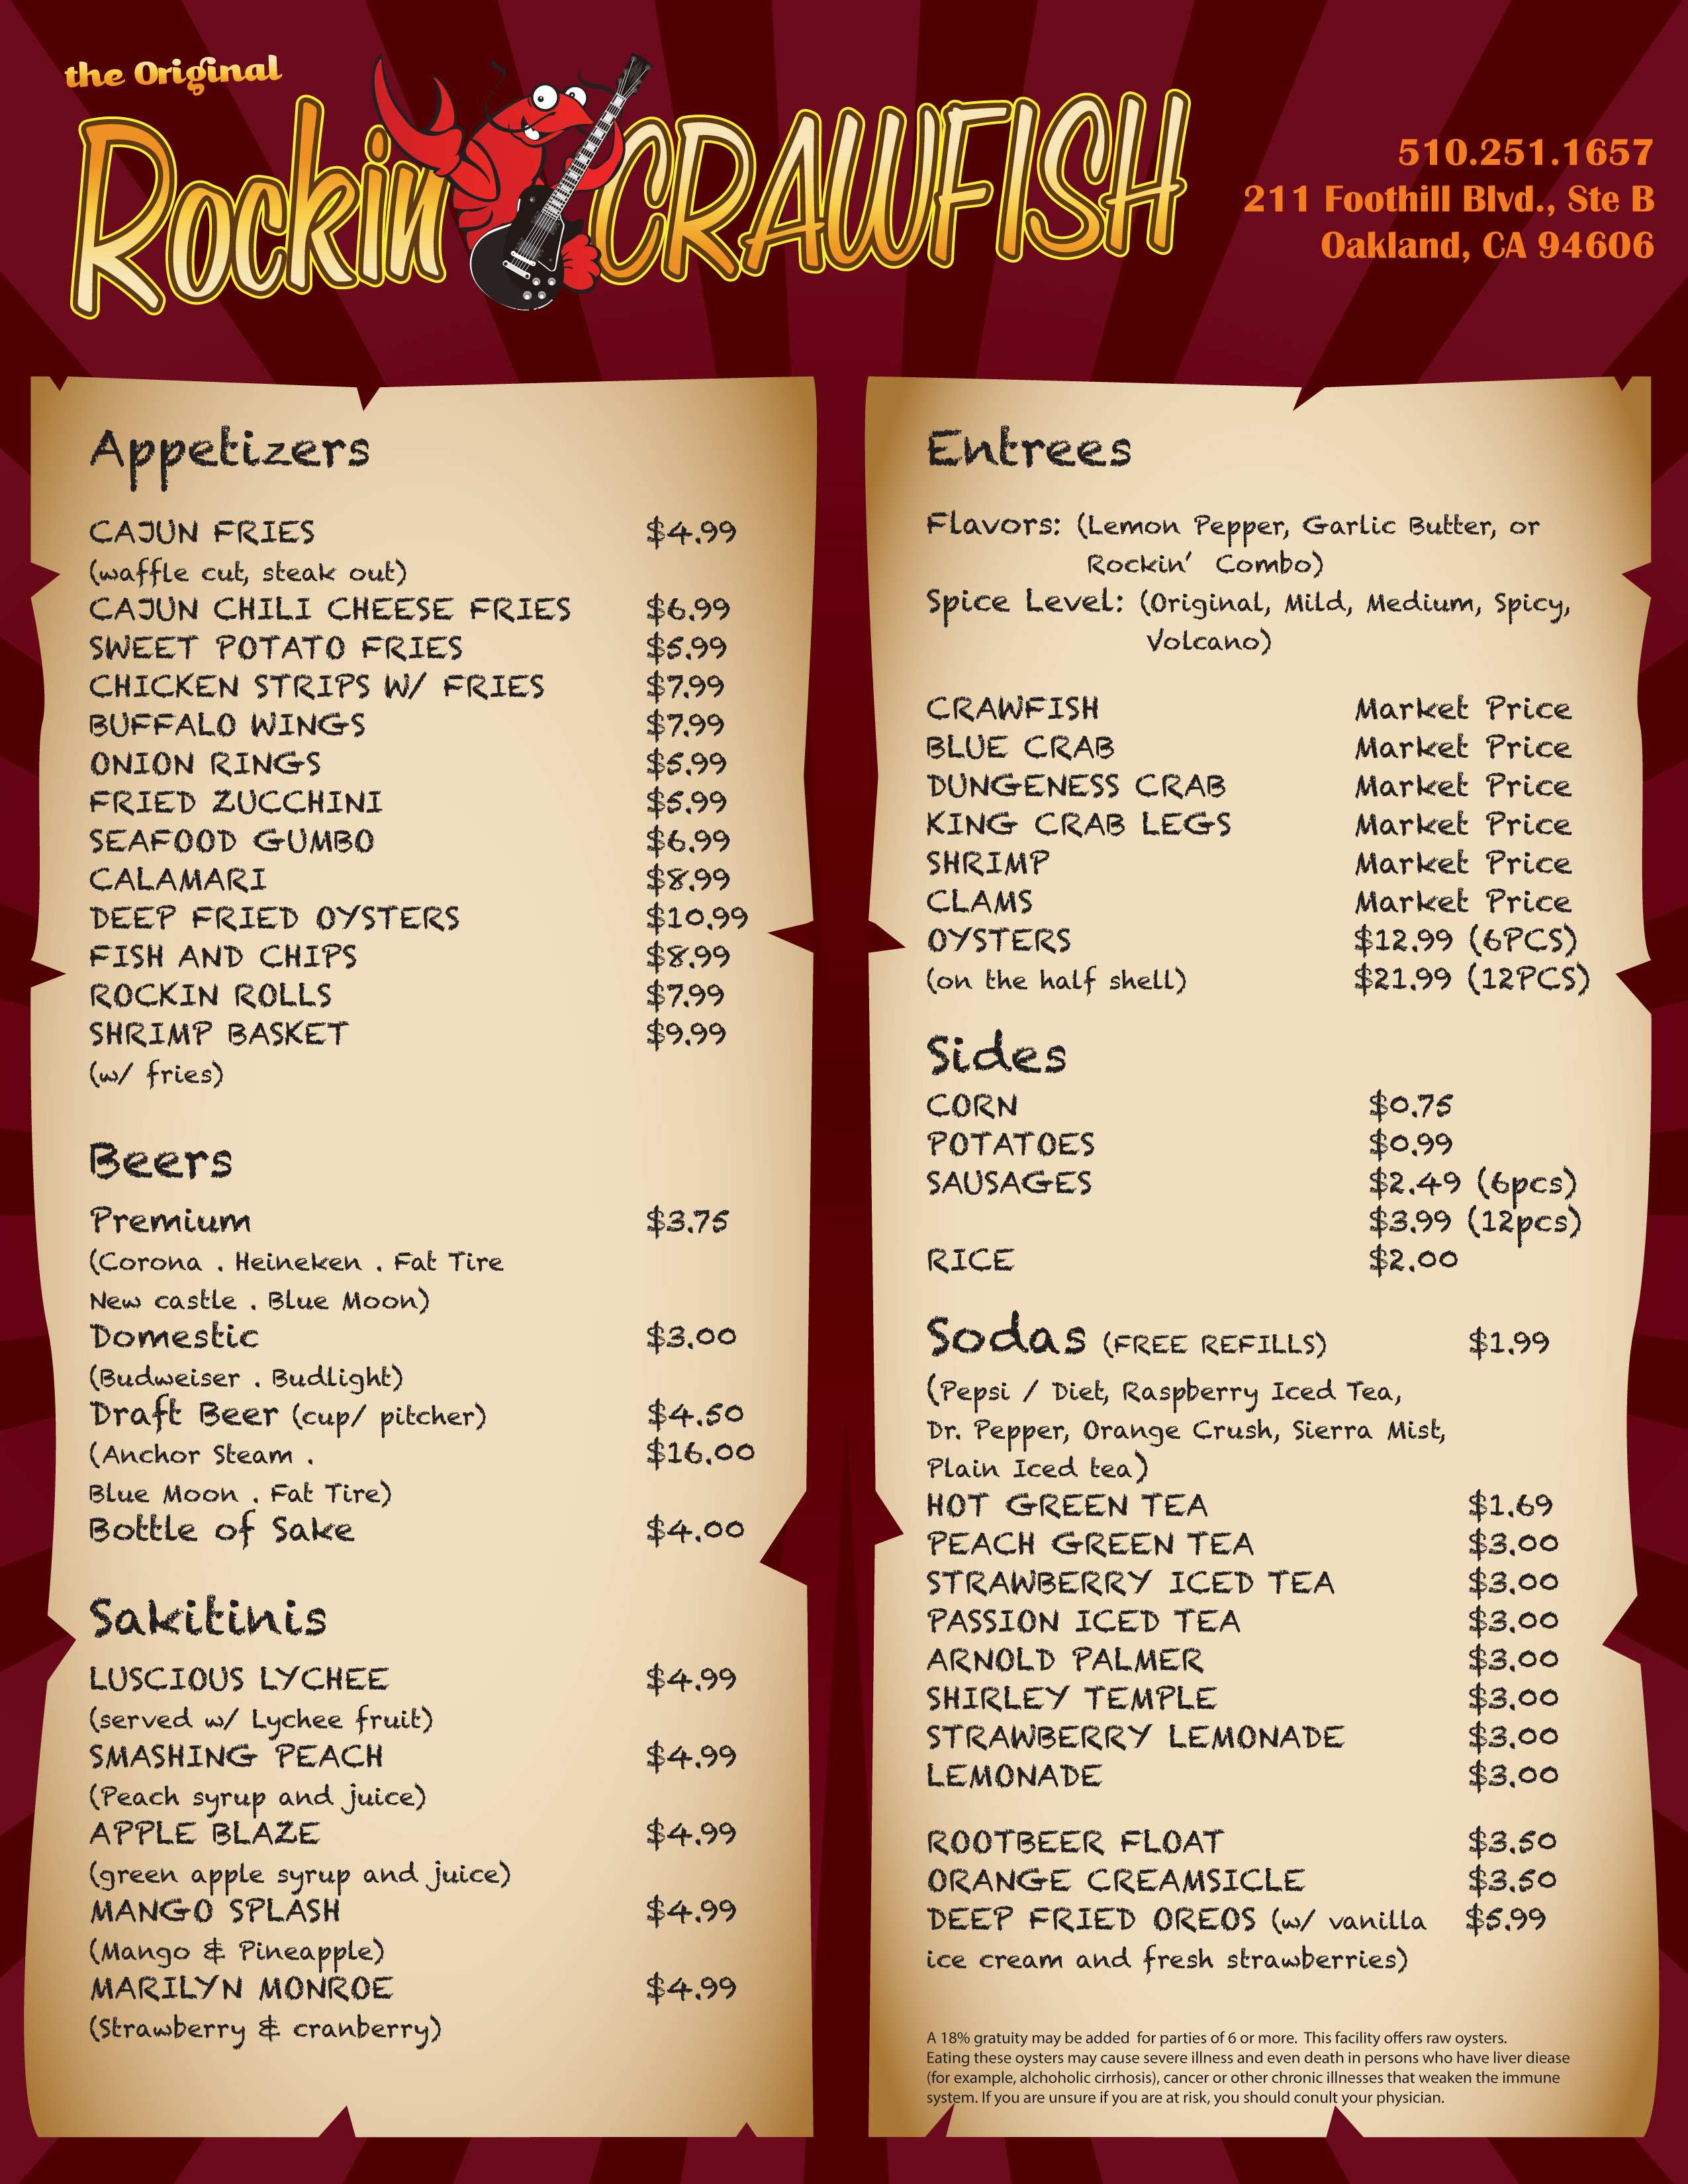 the Original
Rockin CRAWFISH
510.251.1657
211 Foothill Blvd., Ste B
Oakland, CA 94606
Appetizers
CAJUN FRIES $4.99
(waffle cut, steak out)
CAJUN CHILI CHEESE FRIES $6.99
SWEET POTATO FRIES $5.99
CHICKEN STRIPS W/ FRIES $7.99
BUFFALO WINGS $7.99
ONION RINGS $5.99
FRIED ZUCCHINI $5.99
SEAFOOD GUMBO $6.99
CALAMARI $8.99
DEEP FRIED OYSTERS $10.99
FISH AND CHIPS $8.99
ROCKIN ROLLS $7.99
SHRIMP BASKET $9.99
(w/ fries)
Beers
Premium $3.75
(Corona . Heineken . Fat Tire
New castle . Blue Moon)
Domestic $3.00
(Budweiser . Budlight)
Draft Beer (cup/ pitcher) $4.50
(Anchor Steam . $16.00
Blue Moon . Fat Tire)
Bottle of Sake $4.00
Sakitinis
LUSCIOUS LYCHEE $4.99
(served w/ Lychee fruit)
SMASHING PEACH $4.99
(Peach syrup and juice)
APPLE BLAZE $4.99
(green apple syrup and juice)
MANGO SPLASH $4.99
(Mango & Pineapple)
MARILYN MONROE $4.99
(Strawberry & cranberry)
Entrees
Flavors: (Lemon Pepper, Garlic Butter, or
Rockin' Combo)
Spice Level: (Original, Mild, Medium, Spicy,
Volcano)
CRAWFISH Market Price
BLUE CRAB Market Price
DUNGENESS CRAB Market Price
KING CRAB LEGS Market Price
SHRIMP Market Price
CLAMS Market Price
OYSTERS $12.99 (6PCS)
(on the half shell) $21.99 (12PCS)
Sides
CORN $0.75
POTATOES $0.99
SAUSAGES $2.49 (6pcs)
$3.99 (12pcs)
RICE $2.00
Sodas (FREE REFILLS) $1.99
(Pepsi / Diet, Raspberry Iced Tea,
Dr. Pepper, Orange Crush, Sierra Mist,
Plain Iced tea)
HOT GREEN TEA $1.69
PEACH GREEN TEA $3.00
STRAWBERRY ICED TEA $3.00
PASSION ICED TEA $3.00
ARNOLD PALMER $3.00
SHIRLEY TEMPLE $3.00
STRAWBERRY LEMONADE $3.00
LEMONADE $3.00
ROOTBEER FLOAT $3.50
ORANGE CREAMSICLE $3.50
DEEP FRIED OREOS (w/ vanilla $5.99
ice cream and fresh strawberries)
A 18% gratuity may be added for parties of 6 or more. This facility offers raw oysters.
Eating these oysters may cause severe illness and even death in persons who have liver diease
(for example, alchoholic cirrhosis), cancer or other chronic illnesses that weaken the immune
system. If you are unsure if you are at risk, you should conult your physician.